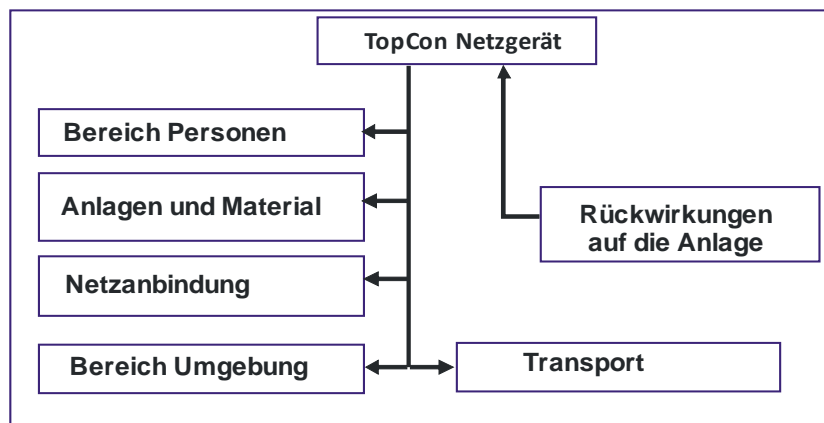 TopCon Netzgerät
Bereich Personen
Anlagen und Material
Rückwirkungen
auf die Anlage
Netzanbindung
Bereich Umgebung
Transport